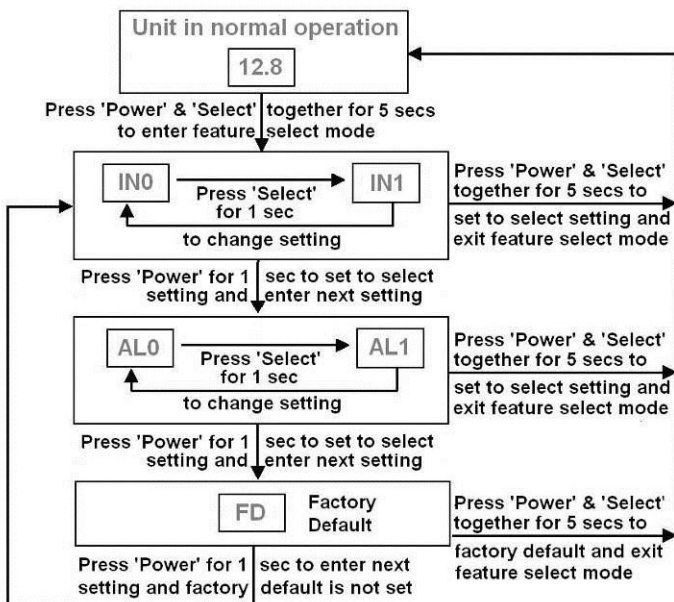 Unit in normal operation
12.8
Press 'Power' & 'Select' together for 5 secs
to enter feature select mode
IN0
IN1
Press 'Select'
for 1 sec
to change setting
Press 'Power' & 'Select'
together for 5 secs to
set to select setting and
exit feature select mode
Press 'Power' for 1 sec to set to select
setting and enter next setting
AL0
AL1
Press 'Select'
for 1 sec
to change setting
Press 'Power' & 'Select'
together for 5 secs to
set to select setting and
exit feature select mode
Press 'Power' for 1 sec to set to select
setting and enter next setting
FD
Factory
Default
Press 'Power' & 'Select'
together for 5 secs to
factory default and exit
feature select mode
Press 'Power' for 1 sec to enter next
setting and factory default is not set